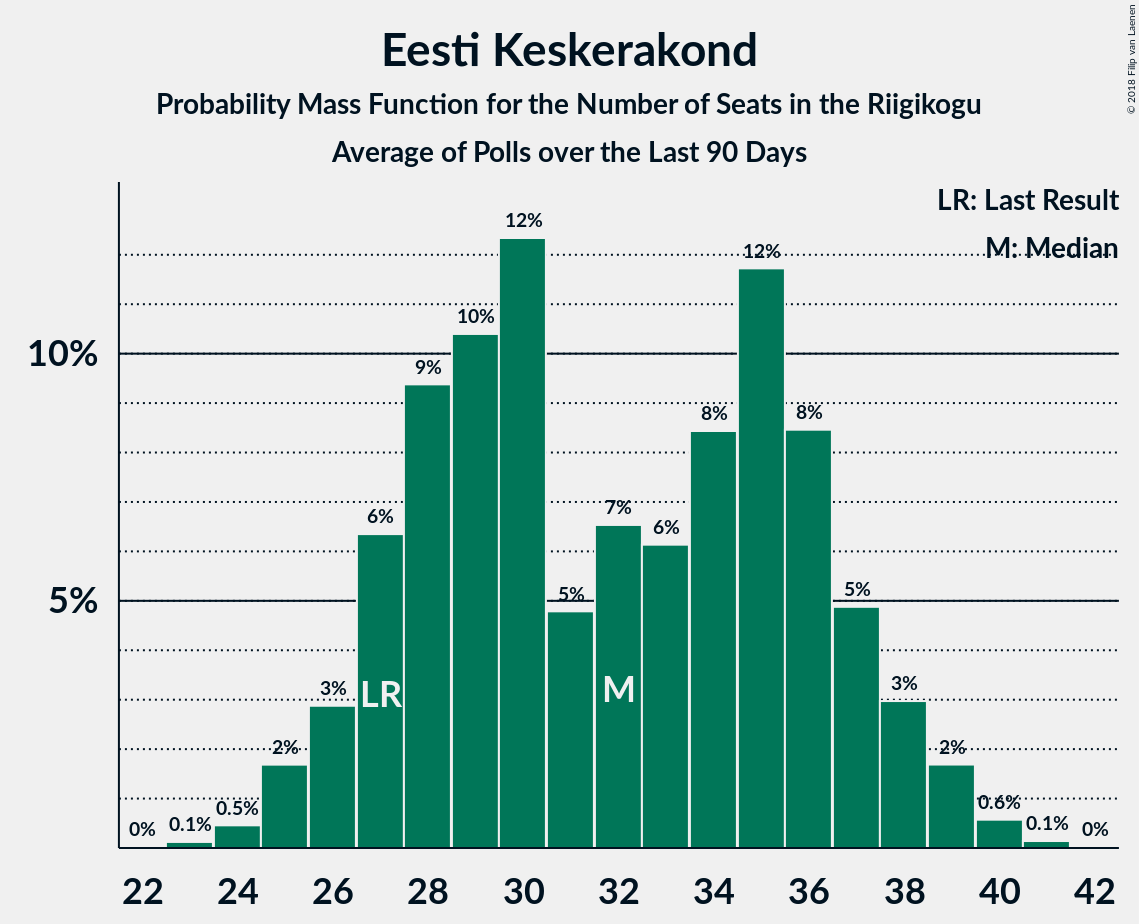 Eesti Keskerakond
Probability Mass Function for the Number of Seats in the Riigikogu
Average of Polls over the Last 90 Days
© 2018 Filip van Laenen
LR: Last Result
M: Median
10%
5%
0%
0.1%
0.5%
2%
3%
6%
9%
10%
12%
5%
7%
6%
8%
12%
8%
5%
3%
2%
0.6%
0.1%
0%
LR
M
22 24 26 28 30 32 34 36 38 40 42